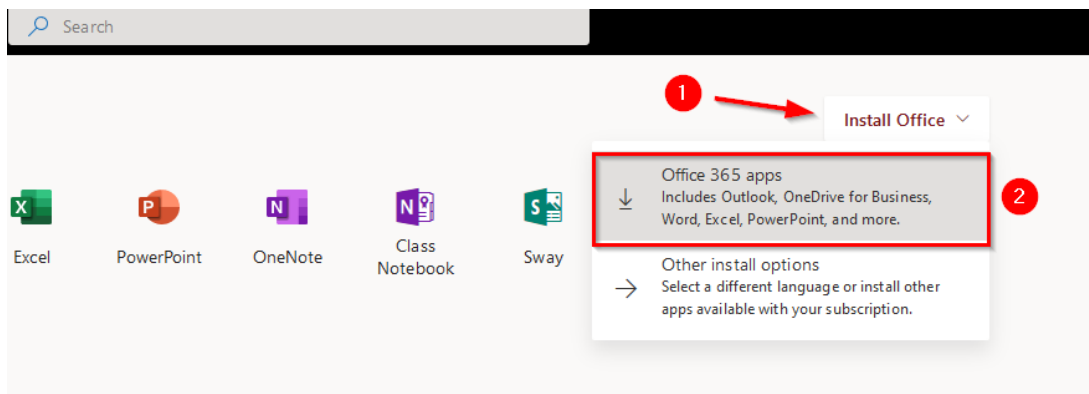 Search
1
Install Office
Office 365 apps
Includes Outlook, OneDrive for Business,
Word, Excel, PowerPoint, and more.
2
X
P
N
N
S
Excel
PowerPoint
OneNote
Class
Notebook
Sway
Other install options
Select a different language or install other
apps available with your subscription.